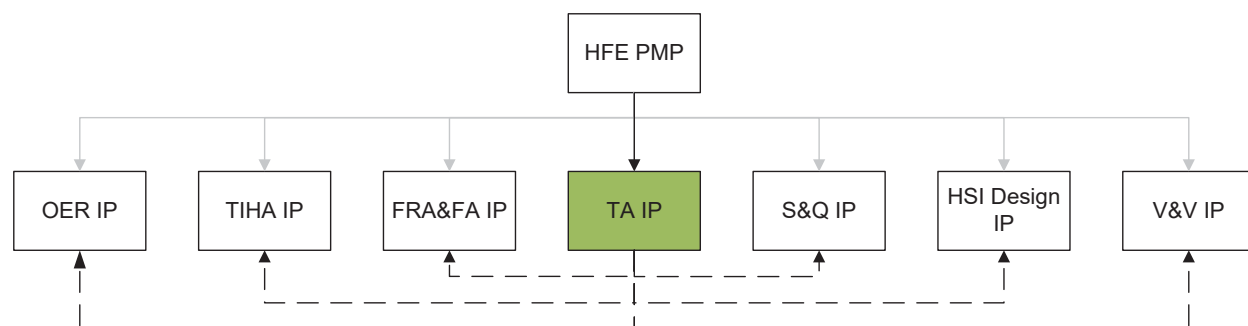 HFE PMP
OER IP
TIHA IP
FRA&FA IP
TA IP
S&Q IP
HSI Design
IP
V&V IP